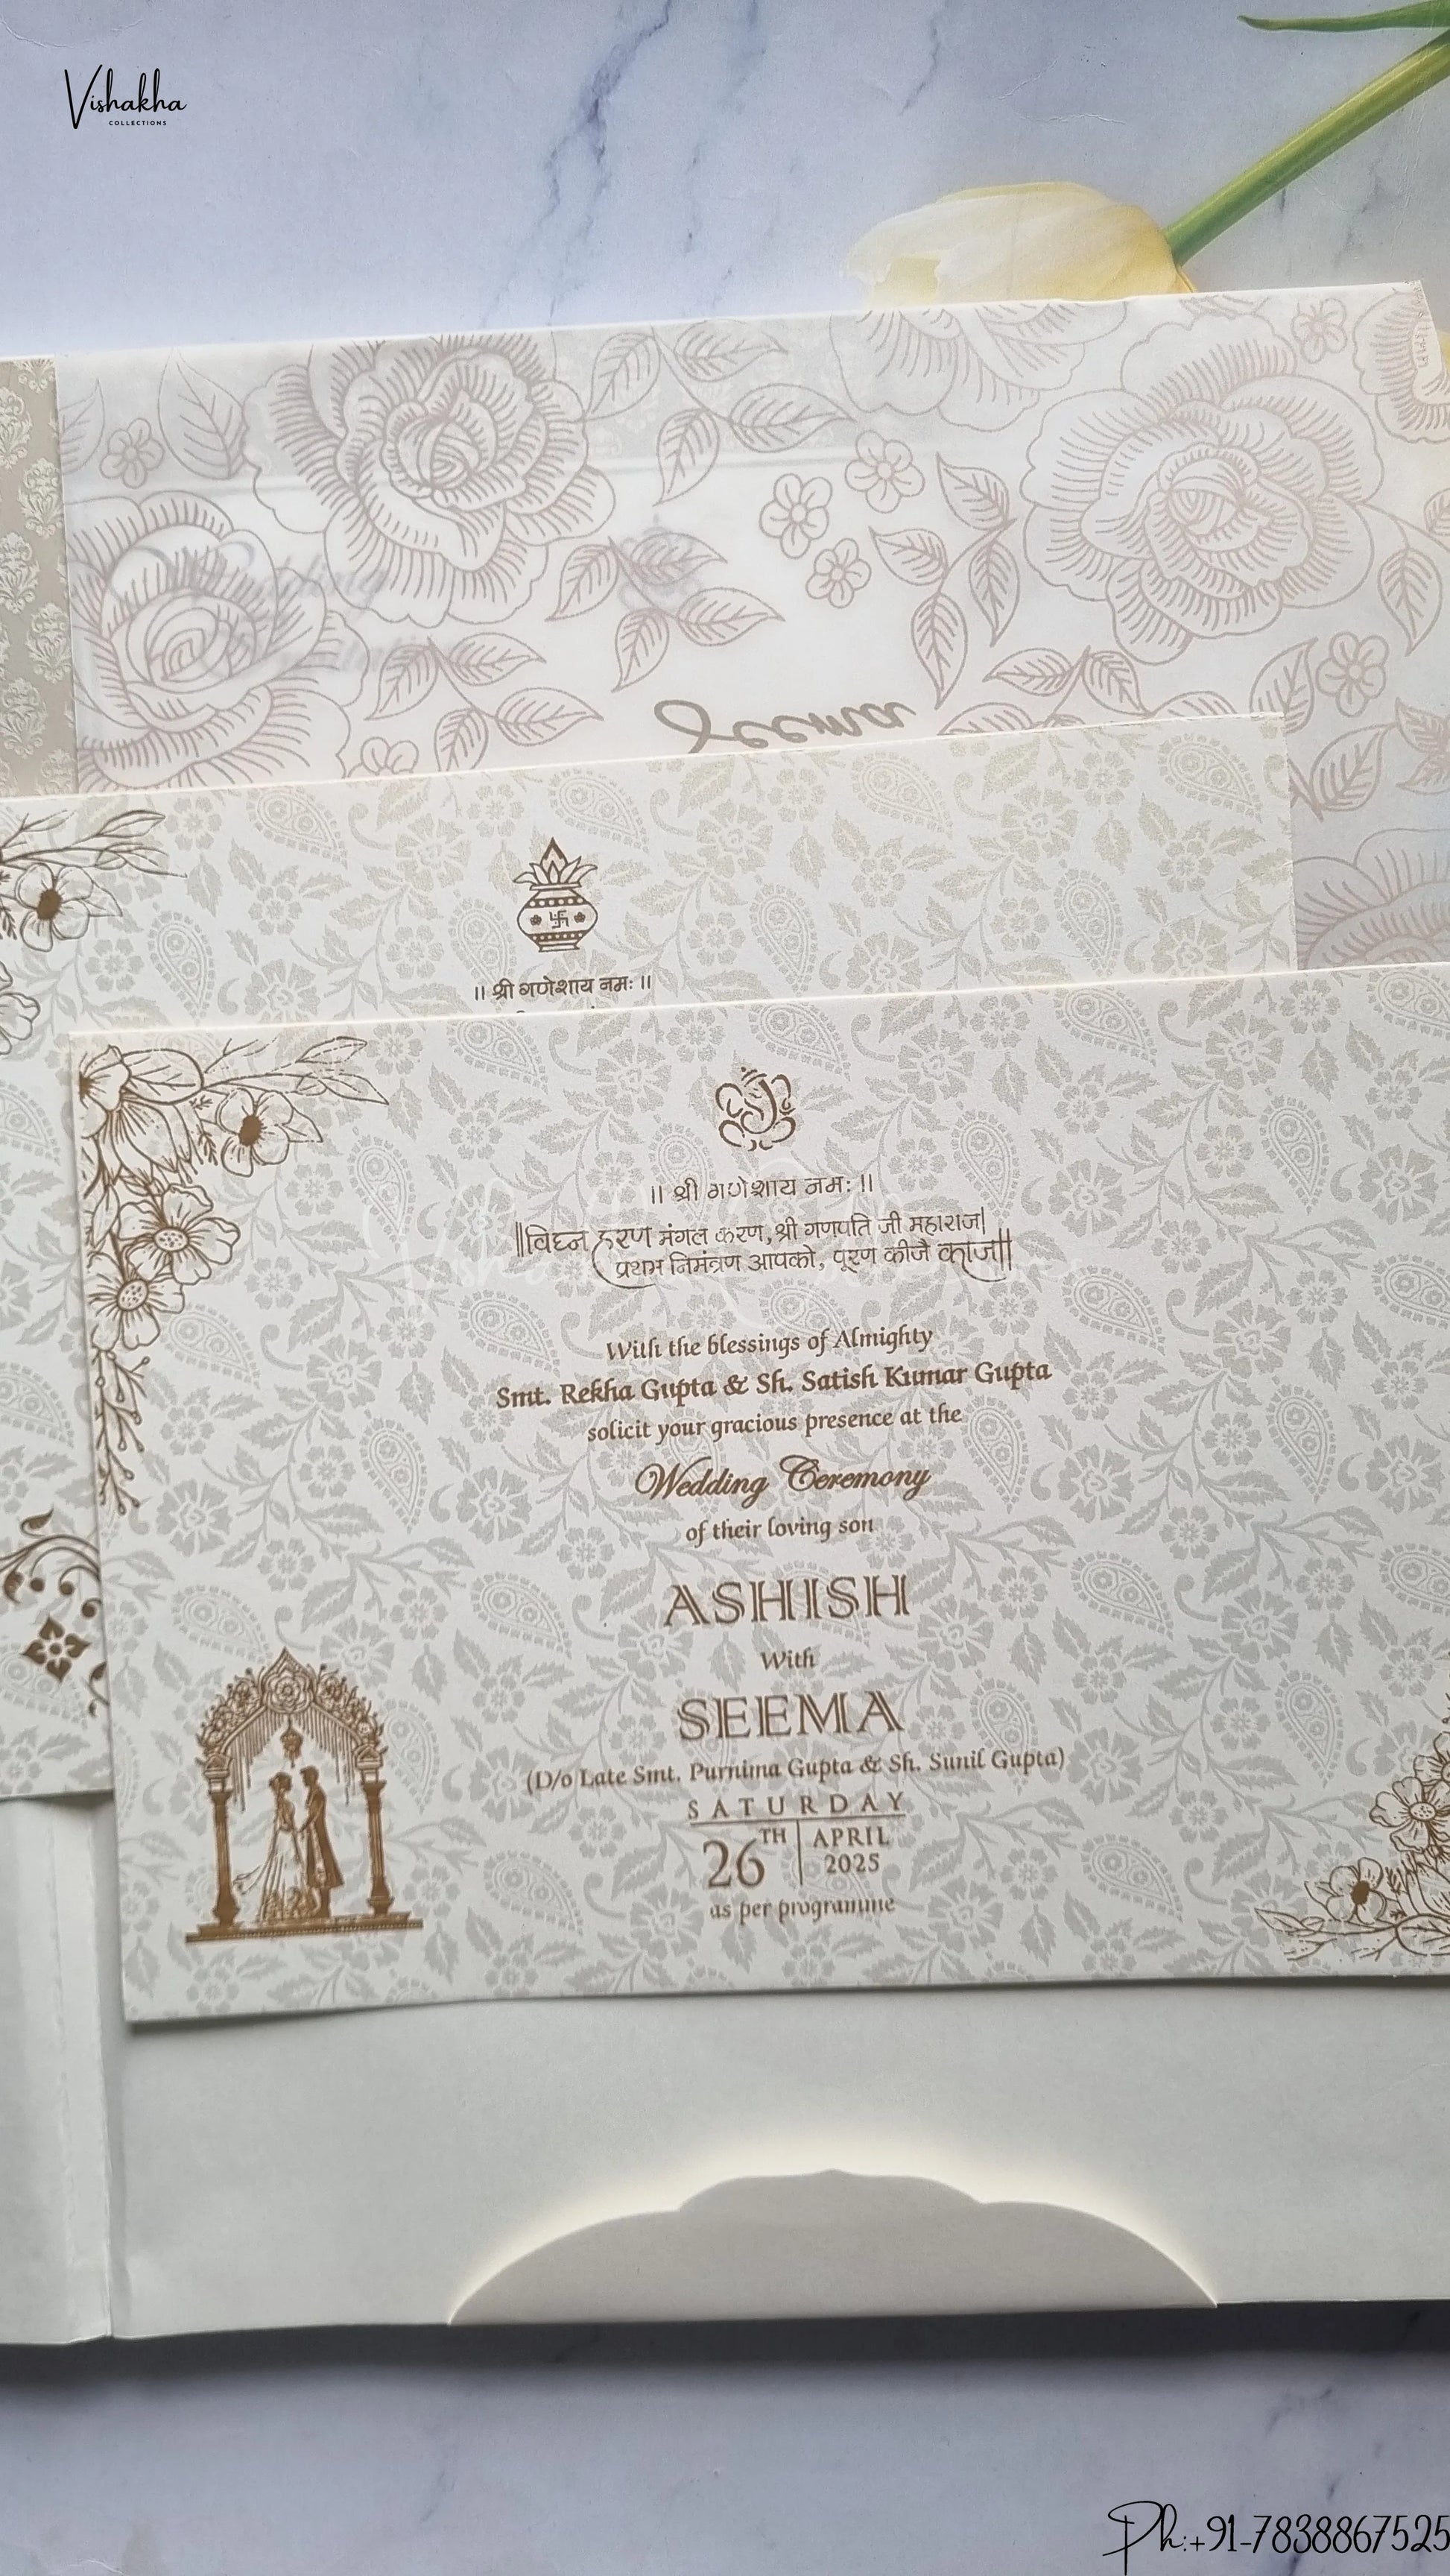 Vishakha
COLLECTIONS
Seema
|| श्री गणेशाय नमः ||
|| श्री गणेशाय नमः ||
||विघ्न हरण मंगल करण, श्री गणपति जी महाराज|
प्रथम निमंत्रण आपको, पूरण कीजै काज||
With the blessings of Almighty
Smt. Rekha Gupta & Sh. Satish Kumar Gupta
solicit your gracious presence at the
Wedding Ceremony
of their loving son
ASHISH
With
SEEMA
(D/o Late Smt. Purnima Gupta & Sh. Sunil Gupta)
SATURDAY
26TH APRIL
2025
as per programme
Ph:+91-7838867525